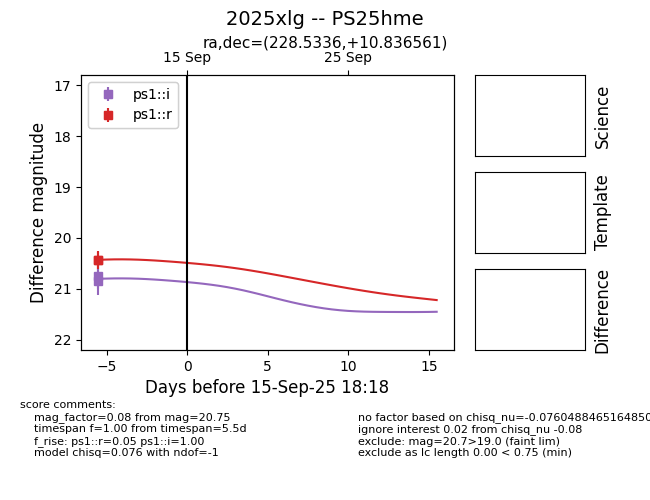 2025xlg -- PS25hme
ra,dec=(228.5336,+10.836561)
15 Sep
25 Sep
ps1::i
ps1::r
17
18
19
20
21
22
Difference magnitude
−5
0
5
10
15
Days before 15-Sep-25 18:18
Science
Template
Difference
score comments:
mag_factor=0.08 from mag=20.75
timespan f=1.00 from timespan=5.5d
f_rise: ps1::r=0.05 ps1::i=1.00
model chisq=0.076 with ndof=-1
no factor based on chisq_nu=-0.0760488465164850
ignore interest 0.02 from chisq_nu -0.08
exclude: mag=20.7>19.0 (faint lim)
exclude as lc length 0.00 < 0.75 (min)